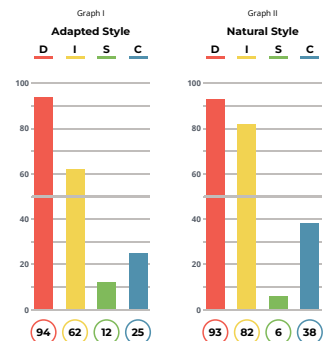 Graph I
Adapted Style
D I S C
100
80
60
40
20
0
94 62 12 25
Graph II
Natural Style
D I S C
100
80
60
40
20
0
93 82 6 38